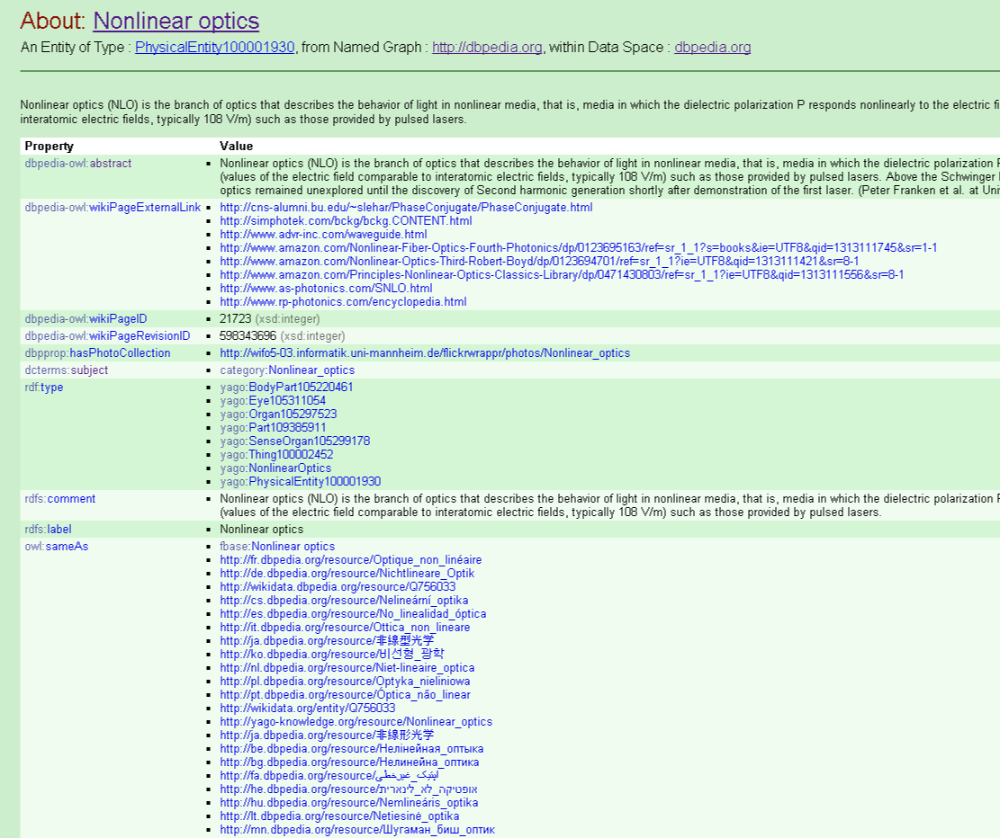 About: Nonlinear optics
An Entity of Type : PhysicalEntity100001930, from Named Graph : http://dbpedia.org, within Data Space : dbpedia.org
Nonlinear optics (NLO) is the branch of optics that describes the behavior of light in nonlinear media, that is, media in which the dielectric polarization P responds nonlinearly to the electric
interatomic electric fields, typically 108 V/m) such as those provided by pulsed lasers.
Property Value
dbpedia-owl:abstract ▪ Nonlinear optics (NLO) is the branch of optics that describes the behavior of light in nonlinear media, that is, media in which the dielectric polarization
(values of the electric field comparable to interatomic electric fields, typically 108 V/m) such as those provided by pulsed lasers. Above the Schwinger
optics remained unexplored until the discovery of Second harmonic generation shortly after demonstration of the first laser. (Peter Franken et al. at
dbpedia-owl:wikiPageExternalLink ▪ http://cns-alumni.bu.edu/~slehar/PhaseConjugate/PhaseConjugate.html
▪ http://simphotek.com/bckg/bckg.CONTENT.html
▪ http://www.advr-inc.com/waveguide.html
▪ http://www.amazon.com/Nonlinear-Fiber-Optics-Fourth-Photonics/dp/0123695163/ref=sr_1_1?s=books&ie=UTF8&qid=1313111745&sr=1-1
▪ http://www.amazon.com/Nonlinear-Optics-Third-Robert-Boyd/dp/0123694701/ref=sr_1_1?ie=UTF8&qid=1313111421&sr=8-1
▪ http://www.amazon.com/Principles-Nonlinear-Optics-Classics-Library/dp/0471430803/ref=sr_1_1?ie=UTF8&qid=1313111556&sr=8-1
▪ http://www.as-photonics.com/SNLO.html
▪ http://www.rp-photonics.com/encyclopedia.html
dbpedia-owl:wikiPageID ▪ 21723 (xsd:integer)
dbpedia-owl:wikiPageRevisionID ▪ 598343696 (xsd:integer)
dbpprop:hasPhotoCollection ▪ http://wifo5-03.informatik.uni-mannheim.de/flickrwrappr/photos/Nonlinear_optics
dcterms:subject ▪ category:Nonlinear_optics
rdf:type ▪ yago:BodyPart105220461
▪ yago:Eye105311054
▪ yago:Organ105297523
▪ yago:Part109385911
▪ yago:SenseOrgan105299178
▪ yago:Thing100002452
▪ yago:NonlinearOptics
▪ yago:PhysicalEntity100001930
rdfs:comment ▪ Nonlinear optics (NLO) is the branch of optics that describes the behavior of light in nonlinear media, that is, media in which the dielectric polarization
(values of the electric field comparable to interatomic electric fields, typically 108 V/m) such as those provided by pulsed lasers.
rdfs:label ▪ Nonlinear optics
owl:sameAs ▪ fbase:Nonlinear optics
▪ http://fr.dbpedia.org/resource/Optique_non_linéaire
▪ http://de.dbpedia.org/resource/Nichtlineare_Optik
▪ http://wikidata.dbpedia.org/resource/Q756033
▪ http://cs.dbpedia.org/resource/Nelineární_optika
▪ http://es.dbpedia.org/resource/No_linealidad_óptica
▪ http://it.dbpedia.org/resource/Ottica_non_lineare
▪ http://ja.dbpedia.org/resource/非線型光学
▪ http://ko.dbpedia.org/resource/비선형_광학
▪ http://nl.dbpedia.org/resource/Niet-lineaire_optica
▪ http://pl.dbpedia.org/resource/Optyka_nieliniowa
▪ http://pt.dbpedia.org/resource/Óptica_não_linear
▪ http://wikidata.org/entity/Q756033
▪ http://yago-knowledge.org/resource/Nonlinear_optics
▪ http://ja.dbpedia.org/resource/非線形光学
▪ http://be.dbpedia.org/resource/Нелінейная_оптыка
▪ http://bg.dbpedia.org/resource/Нелинейна_оптика
▪ http://fa.dbpedia.org/resource/اپتیک_غیرخطی
▪ http://he.dbpedia.org/resource/אופטיקה_לא_לינארית
▪ http://hu.dbpedia.org/resource/Nemlineáris_optika
▪ http://lt.dbpedia.org/resource/Netiesinė_optika
▪ http://mn.dbpedia.org/resource/Шугаман_биш_оптик